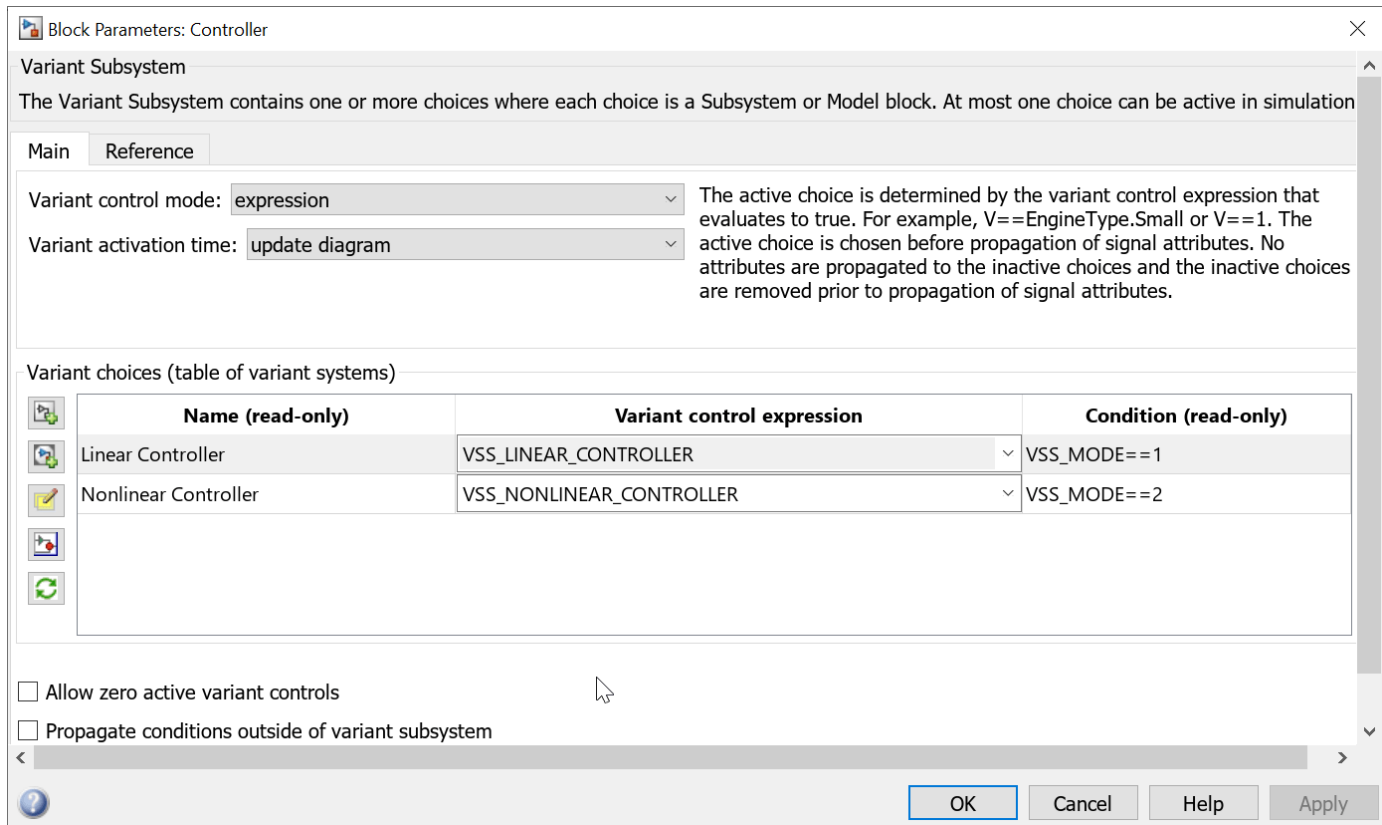 Block Parameters: Controller
Variant Subsystem
The Variant Subsystem contains one or more choices where each choice is a Subsystem or Model block. At most one choice can be active in simulation
Main
Reference
Variant control mode: expression
Variant activation time: update diagram
The active choice is determined by the variant control expression that
evaluates to true. For example, V==EngineType.Small or V==1. The
active choice is chosen before propagation of signal attributes. No
attributes are propagated to the inactive choices and the inactive choices
are removed prior to propagation of signal attributes.
Variant choices (table of variant systems)
Name (read-only) Variant control expression Condition (read-only)
Linear Controller VSS_LINEAR_CONTROLLER VSS_MODE==1
Nonlinear Controller VSS_NONLINEAR_CONTROLLER VSS_MODE==2
Allow zero active variant controls
Propagate conditions outside of variant subsystem
OK Cancel Help Apply